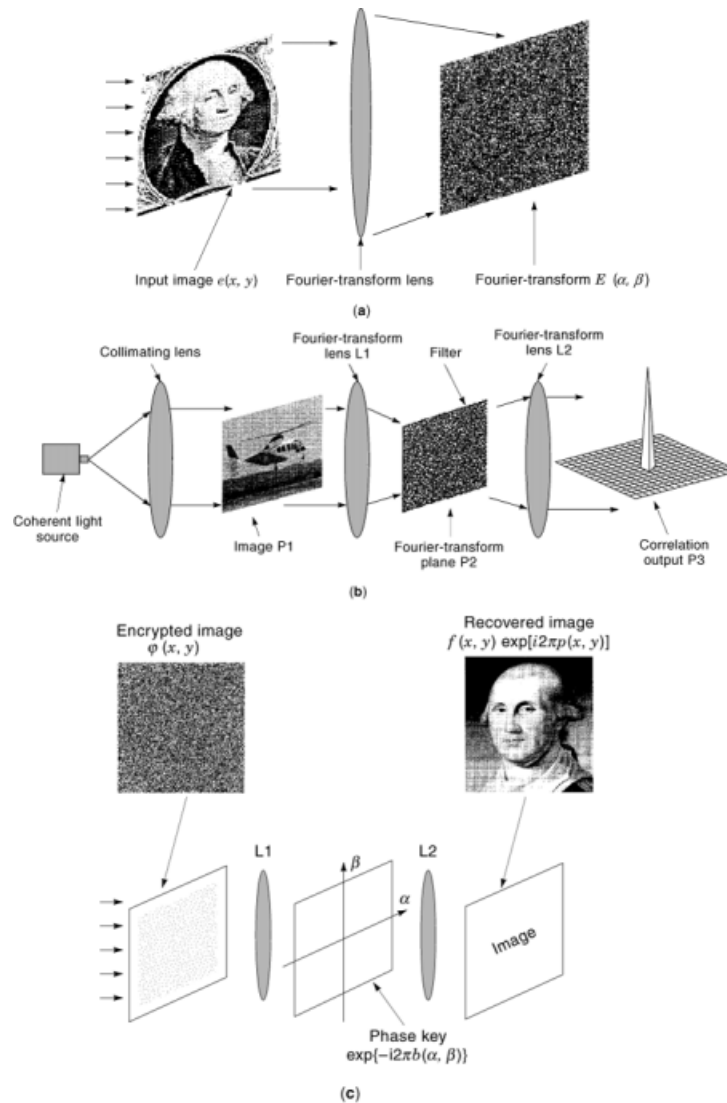 Input image e(x, y)
Fourier-transform lens
Fourier-transform E (α, β)
(a)
Collimating lens
Fourier-transform
lens L1
Filter
Fourier-transform
lens L2
Coherent light
source
Image P1
Fourier-transform
plane P2
Correlation
output P3
(b)
Encrypted image
φ (x, y)
Recovered image
f (x, y) exp[i2πp(x, y)]
L1
β
α
L2
Image
Phase key
exp{−i2πb(α, β)}
(c)